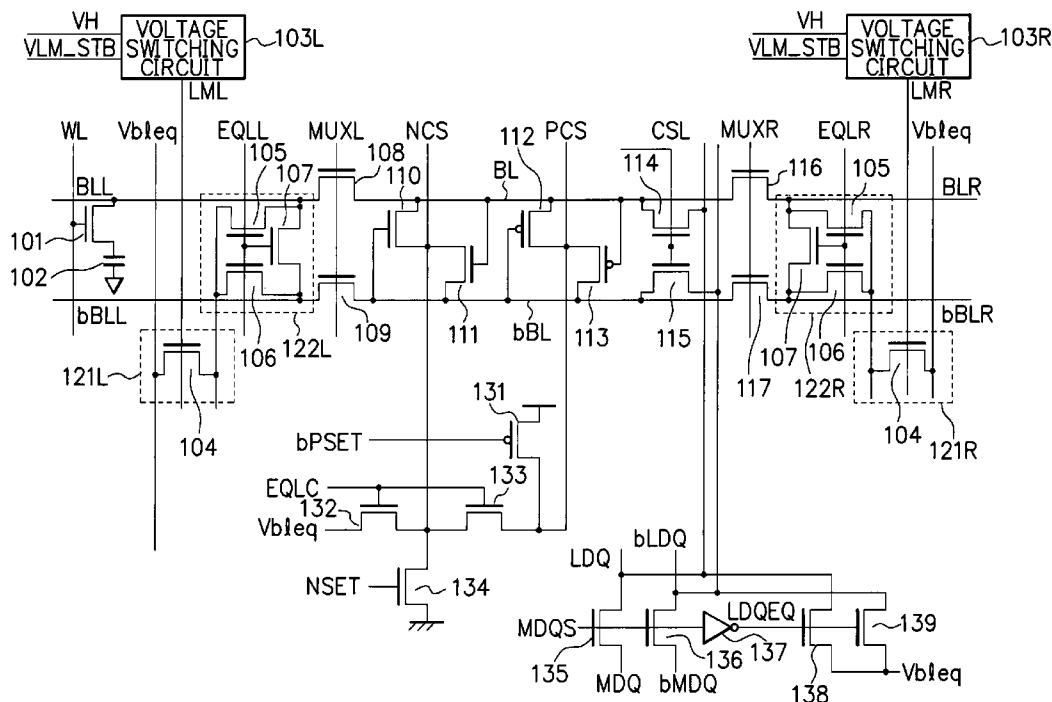 VH
VLM_STB
VOLTAGE
SWITCHING
CIRCUIT
103L
LML
VH
VLM_STB
VOLTAGE
SWITCHING
CIRCUIT
103R
LMR
WL
Vbleq
EQLL
MUXL
NCS
PCS
CSL
MUXR
EQLR
Vbleq
105
107
108
110
112
114
116
105
BLL
BL
BLR
101
102
bBLL
106
122L
109
111
bBL
113
115
117
107
106
122R
bBLR
121L
104
104
121R
131
bPSET
EQLC
133
132
Vbleq
NSET
134
LDQ
bLDQ
MDQS
LDQEQ
135
136
137
138
139
MDQ
bMDQ
Vbleq